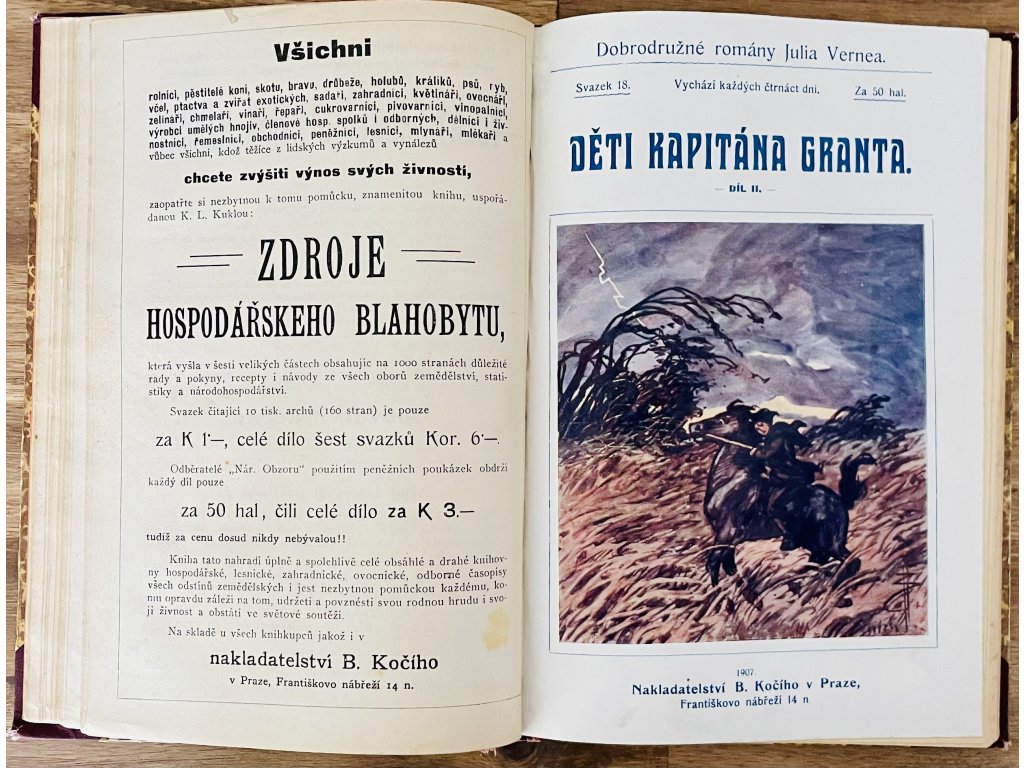 Všichni
rolníci, pěstitelé koní, skotu, bravu, drůbeže, holubů, králíků, psů, ryb,
včel, ptactva a zvířat exotických, sadaři, zahradníci, květináři, ovocnáři,
zelináři, chmelaři, vinaři, řepaři, cukrovarníci, pivovarníci, vinopalníci,
výrobci umělých hnojiv, členové hosp. spolků i odborných, dělníci i živ-
nostníci, řemeslníci, obchodníci, peněžníci, lesníci, mlynáři, mlékaři a
vůbec všichni, kdož těžíce z lidských výzkumů a vynálezů
chcete zvýšiti výnos svých živností,
zaopatřte si nezbytnou k tomu pomůcku, znamenitou knihu, uspořá-
danou K. L. Kuklou:
ZDROJE
HOSPODÁŘSKEHO BLAHOBYTU,
která vyšla v šesti velikých částech obsahujíc na 1000 stranách důležité
rady a pokyny, recepty i návody ze všech oborů zemědělství, stati-
stiky a národohospodářství.
Svazek čítající 10 tisk. archů (160 stran) je pouze
za K 1·–, celé dílo šest svazků Kor. 6·–.
Odběratelé „Nár. Obzoru" použitím peněžních poukázek obdrží
každý díl pouze
za 50 hal, čili celé dílo za K 3.–
tudíž za cenu dosud nikdy nebývalou!!
Kniha tato nahradí úplně a spolehlivě celé obsáhlé a drahé knihov-
ny hospodářské, lesnické, zahradnické, ovocnické, odborné časopisy
všech odstínů zemědělských i jest nezbytnou pomůckou každému, ko-
mu opravdu záleží na tom, udržeti a povznésti svou rodnou hrudu i svo-
ji živnost a obstáti ve světové soutěži.
Na skladě u všech knihkupců jakož i v
nakladatelství B. Kočího
v Praze, Františkovo nábřeží 14 n.
Dobrodružné romány Julia Vernea.
Svazek 18. Vychází každých čtrnáct dní. Za 50 hal.
DĚTI KAPITÁNA GRANTA.
– DÍL II. –
1907
Nakladatelství B. Kočího v Praze,
Františkovo nábřeží 14 n